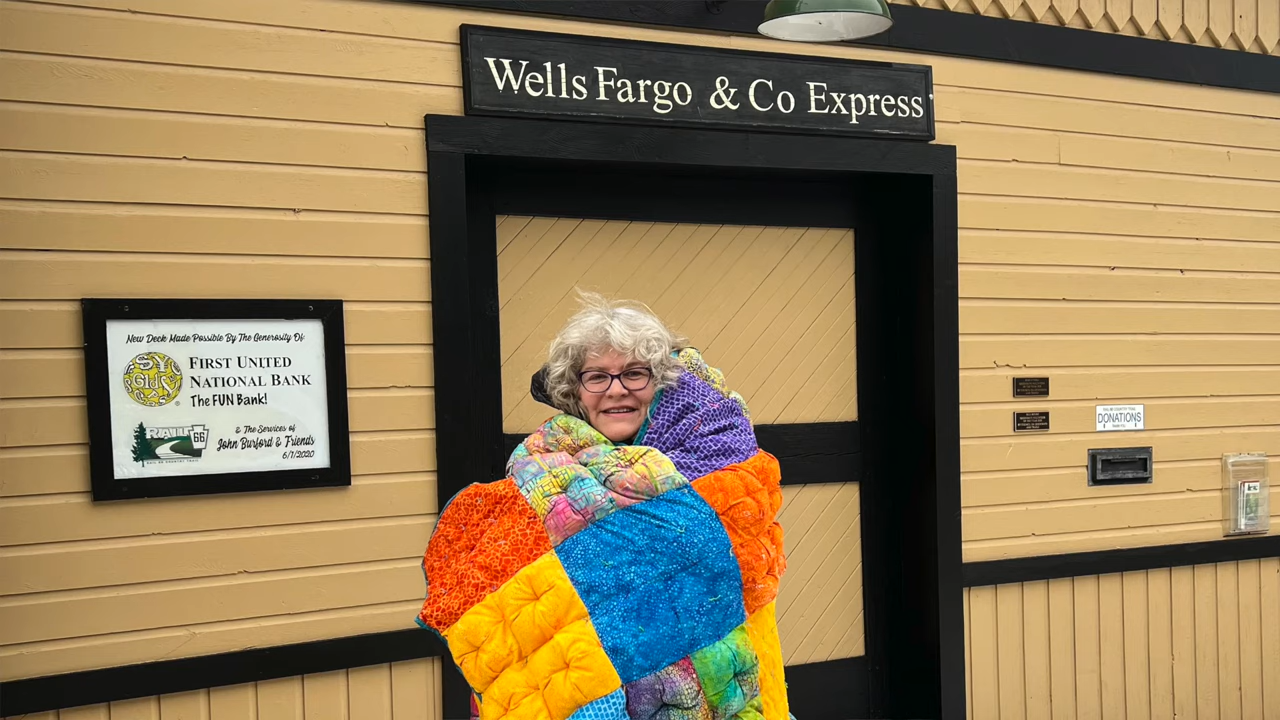 Wells Fargo & Co Express
New Deck Made Possible By The Generosity Of:
FIRST UNITED
NATIONAL BANK
The FUN Bank!
RAIL 66
& The Services of
John Burford & Friends
6/7/2020
DONATIONS